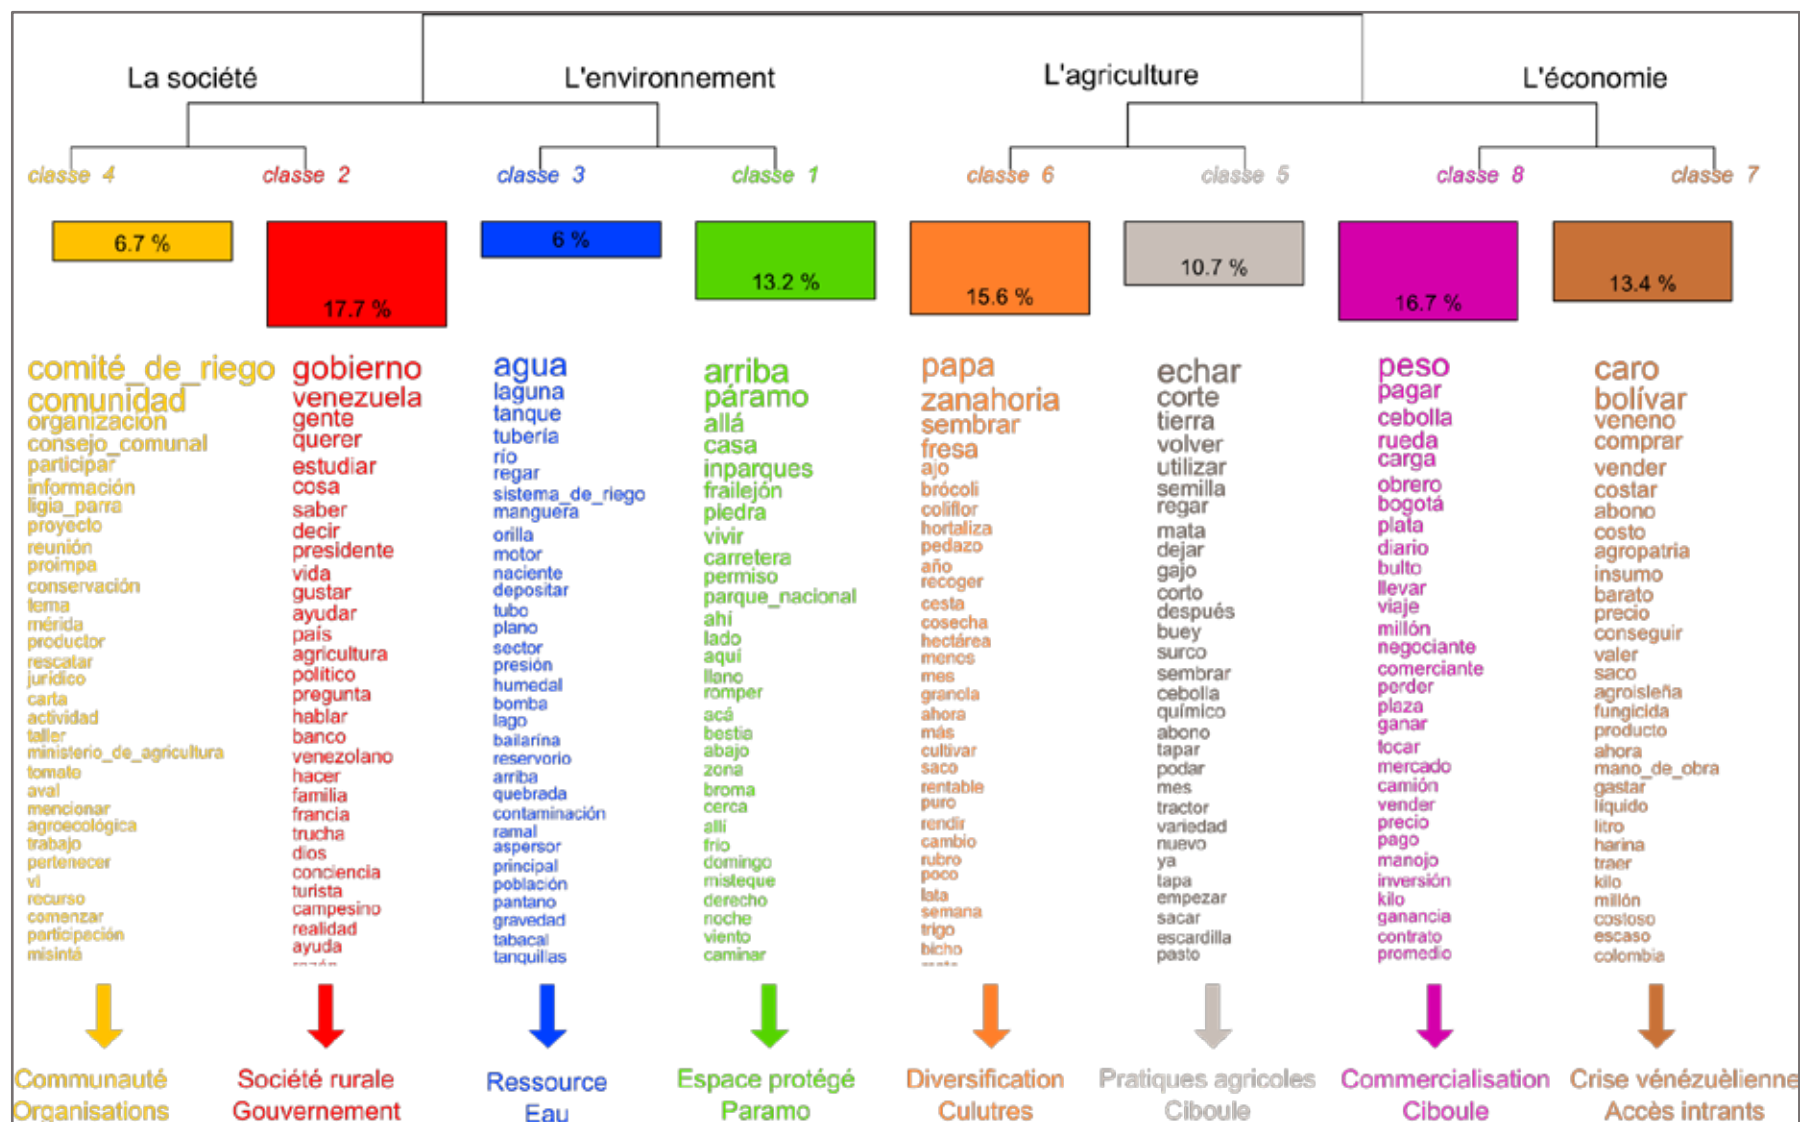 La société
L'environnement
L'agriculture
L'économie
classe 4
classe 2
classe 3
classe 1
classe 6
classe 5
classe 8
classe 7
6.7 %
17.7 %
6 %
13.2 %
15.6 %
10.7 %
16.7 %
13.4 %
comité_de_riego
comunidad
organización
consejo_comunal
participar
información
ligia_parra
proyecto
reunión
proimpa
conservación
tema
mérida
productor
rescatar
jurídico
carta
actividad
taller
ministerio_de_agricultura
tomate
aval
mencionar
agroecológica
trabajo
pertenecer
vi
recurso
comenzar
participación
misintá
gobierno
venezuela
gente
querer
estudiar
cosa
saber
decir
presidente
vida
gustar
ayudar
país
agricultura
político
pregunta
hablar
banco
venezolano
hacer
familia
francia
trucha
dios
conciencia
turista
campesino
realidad
ayuda
agua
laguna
tanque
tubería
río
regar
sistema_de_riego
manguera
orilla
motor
naciente
depositar
tubo
plano
sector
presión
humedal
bomba
lago
bailarina
reservorio
arriba
quebrada
contaminación
ramal
aspersor
principal
población
pantano
gravedad
tabacal
tanquillas
arriba
páramo
allá
casa
inparques
frailejón
piedra
vivir
carretera
permiso
parque_nacional
ahí
lado
aquí
llano
romper
acá
bestia
abajo
zona
broma
cerca
allí
frío
domingo
misteque
derecho
noche
viento
caminar
papa
zanahoria
sembrar
fresa
ajo
brócoli
coliflor
hortaliza
pedazo
año
recoger
cesta
cosecha
hectárea
menos
mes
granola
ahora
más
cultivar
saco
rentable
puro
rendir
cambio
rubro
poco
lata
semana
trigo
bicho
echar
corte
tierra
volver
utilizar
semilla
regar
mata
dejar
gajo
corto
después
buey
surco
sembrar
cebolla
químico
abono
tapar
podar
mes
tractor
variedad
nuevo
ya
tapa
empezar
sacar
escardilla
pasto
peso
pagar
cebolla
rueda
carga
obrero
bogotá
plata
diario
bulto
llevar
viaje
millón
negociante
comerciante
perder
plaza
ganar
tocar
mercado
camión
vender
precio
pago
manojo
inversión
kilo
ganancia
contrato
promedio
caro
bolívar
veneno
comprar
vender
costar
abono
costo
agropatria
insumo
barato
precio
conseguir
valer
saco
agroisleña
fungicida
producto
ahora
mano_de_obra
gastar
líquido
litro
harina
traer
kilo
millón
costoso
escaso
colombia
Communauté
Organisations
Société rurale
Gouvernement
Ressource
Eau
Espace protégé
Paramo
Diversification
Culutres
Pratiques agricoles
Ciboule
Commercialisation
Ciboule
Crise vénézuèlienne
Accès intrants